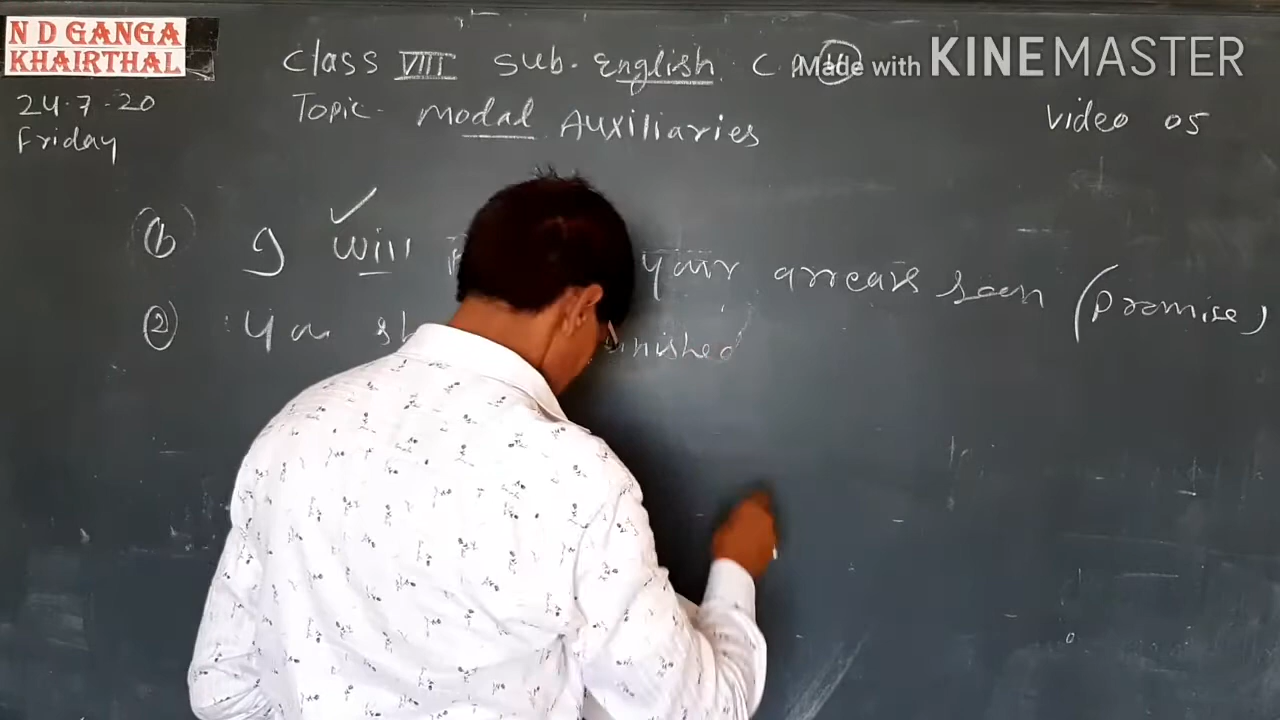 N D GANGA
KHAIRTHAL
Made with KINEMASTER
Class VIII Sub. English C
24.7.20
Friday
Topic - Modal Auxiliaries
Video 05
(1) I will your arrears soon (Promise)
(2) You sh unished